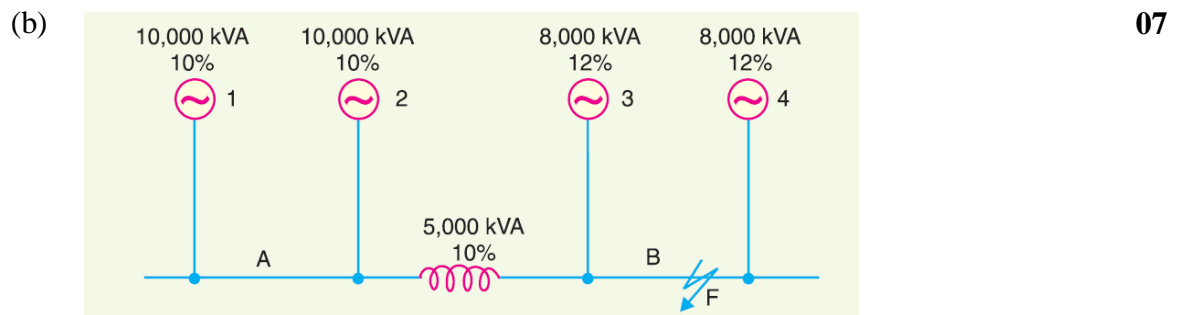 (b) 07
10,000 kVA 10,000 kVA 8,000 kVA 8,000 kVA
10% 10% 12% 12%
1 2 3 4
5,000 kVA
10%
A B
F